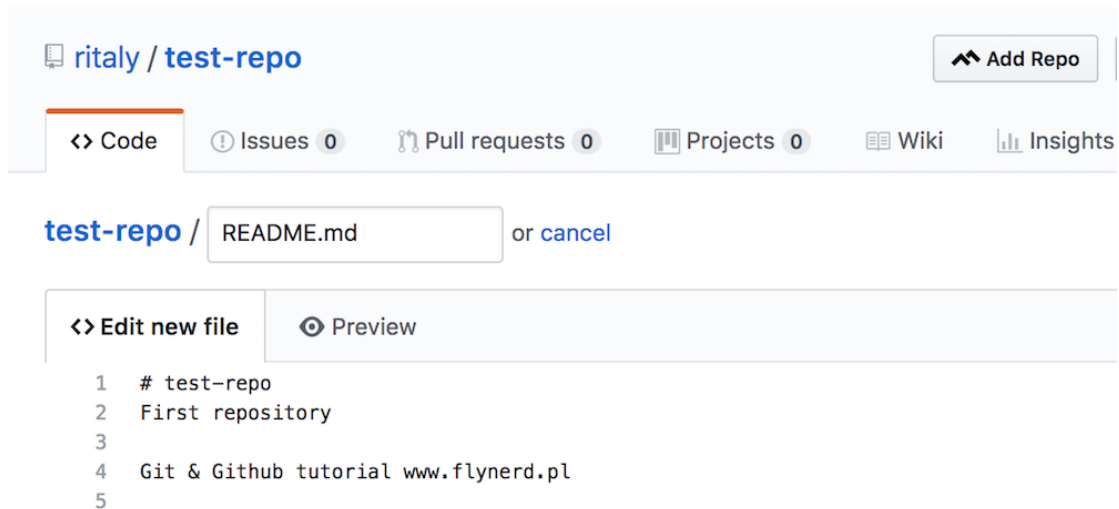 ritaly / test-repo
Add Repo
<> Code
Issues 0
Pull requests 0
Projects 0
Wiki
Insights
test-repo / README.md or cancel
<> Edit new file
Preview
1 # test-repo
2 First repository
3
4 Git & Github tutorial www.flynerd.pl
5